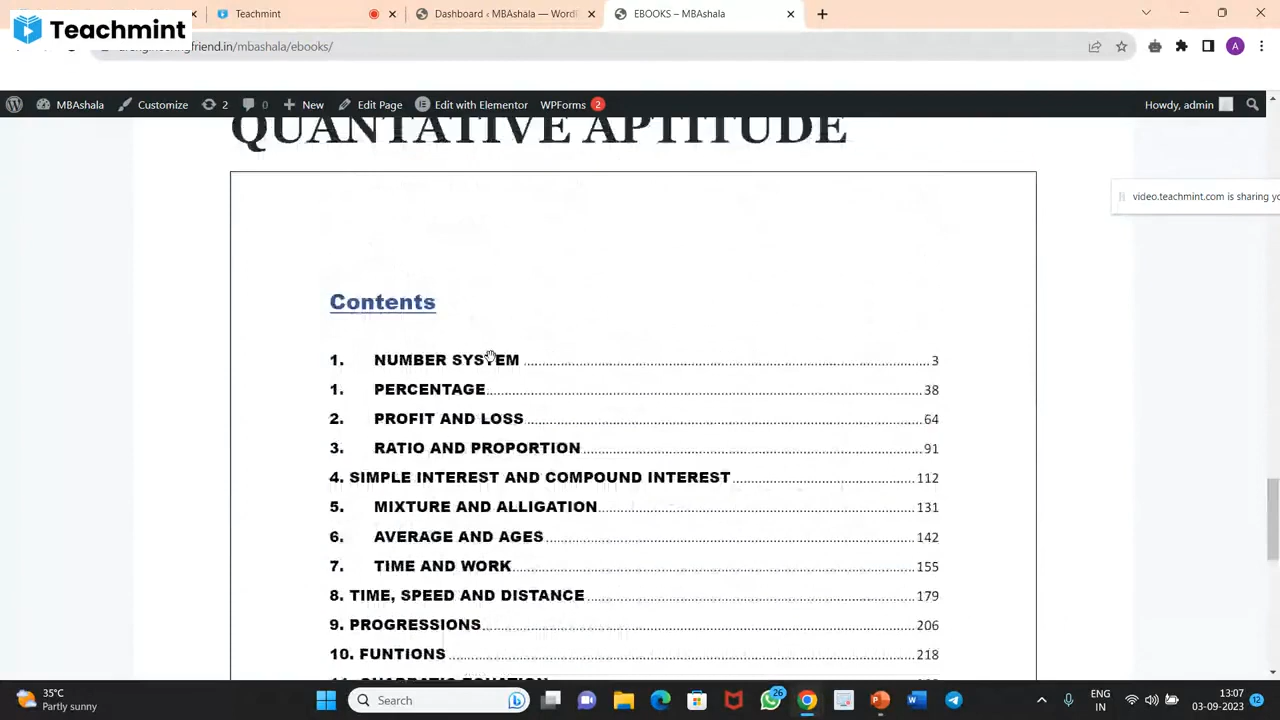 Teachmint
Teachmint
Dashboard ‹ MBAshala — Word
EBOOKS – MBAshala
friend.in/mbashala/ebooks/
A
MBAshala
Customize
2
0
New
Edit Page
Edit with Elementor
WPForms 2
Howdy, admin
QUANTATIVE APTITUDE
video.teachmint.com is sharing yo
Contents
1. NUMBER SYSTEM 3
1. PERCENTAGE 38
2. PROFIT AND LOSS 64
3. RATIO AND PROPORTION 91
4. SIMPLE INTEREST AND COMPOUND INTEREST 112
5. MIXTURE AND ALLIGATION 131
6. AVERAGE AND AGES 142
7. TIME AND WORK 155
8. TIME, SPEED AND DISTANCE 179
9. PROGRESSIONS 206
10. FUNTIONS 218
35°C
Partly sunny
Search
26
ENG
IN
13:07
03-09-2023
12